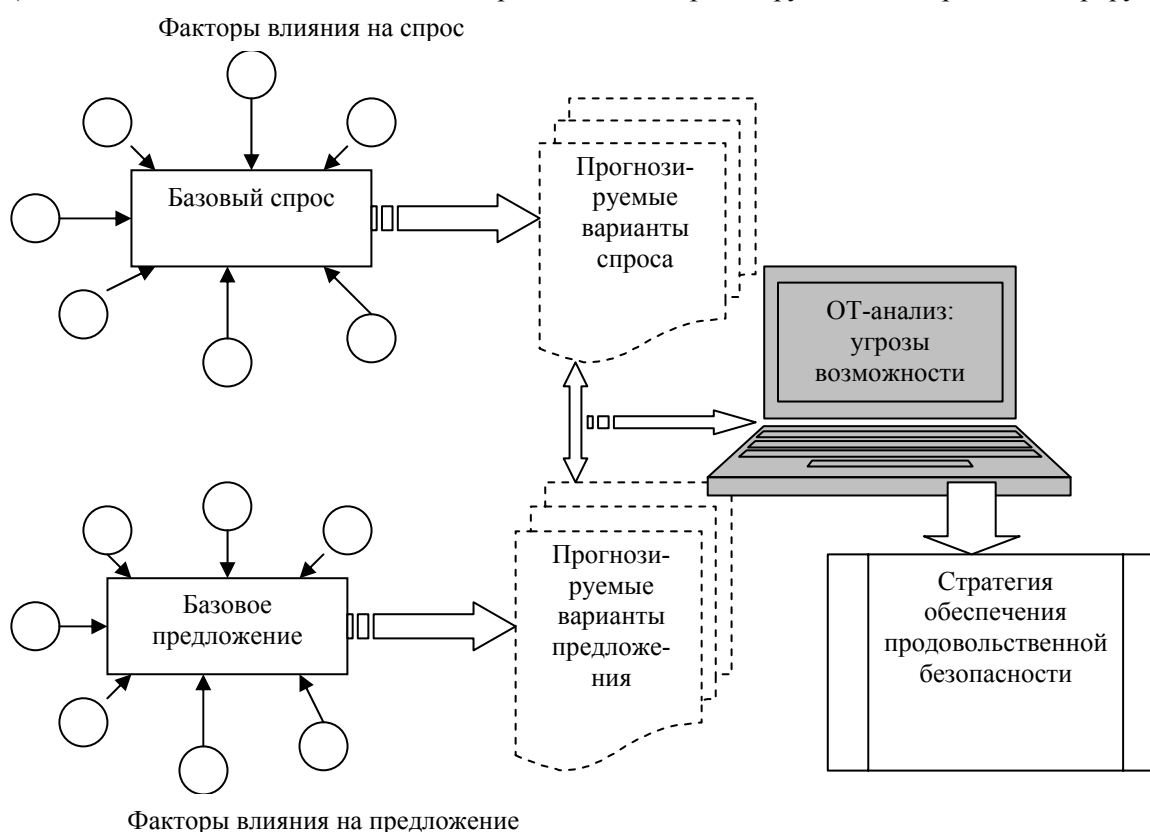 Факторы влияния на спрос
Базовый спрос
Прогнози-
руемые
варианты
спроса
ОТ-анализ:
угрозы
возможности
Базовое
предложение
Прогнози-
руемые
варианты
предложе-
ния
Стратегия
обеспечения
продовольственной
безопасности
Факторы влияния на предложение